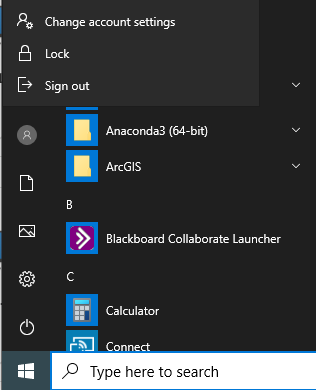 Change account settings
Lock
Sign out
Anaconda3 (64-bit)
ArcGIS
B
Blackboard Collaborate Launcher
C
Calculator
Connect
Type here to search